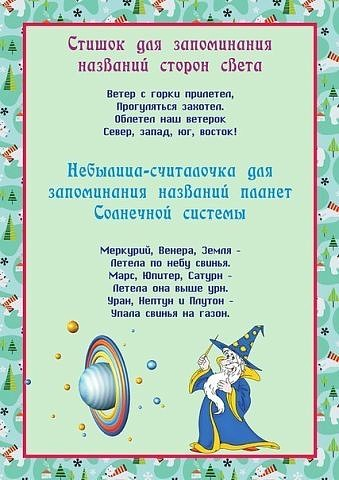 Стишок для запоминания
названий сторон света
Ветер с горки прилетел,
Прогуляться захотел.
Облетел наш ветерок
Север, запад, юг, восток!
Небылица-считалочка для
запоминания названий планет
Солнечной системы
Меркурий, Венера, Земля -
Летела по небу свинья.
Марс, Юпитер, Сатурн -
Летела она выше урн.
Уран, Нептун и Плутон -
Упала свинья на газон.